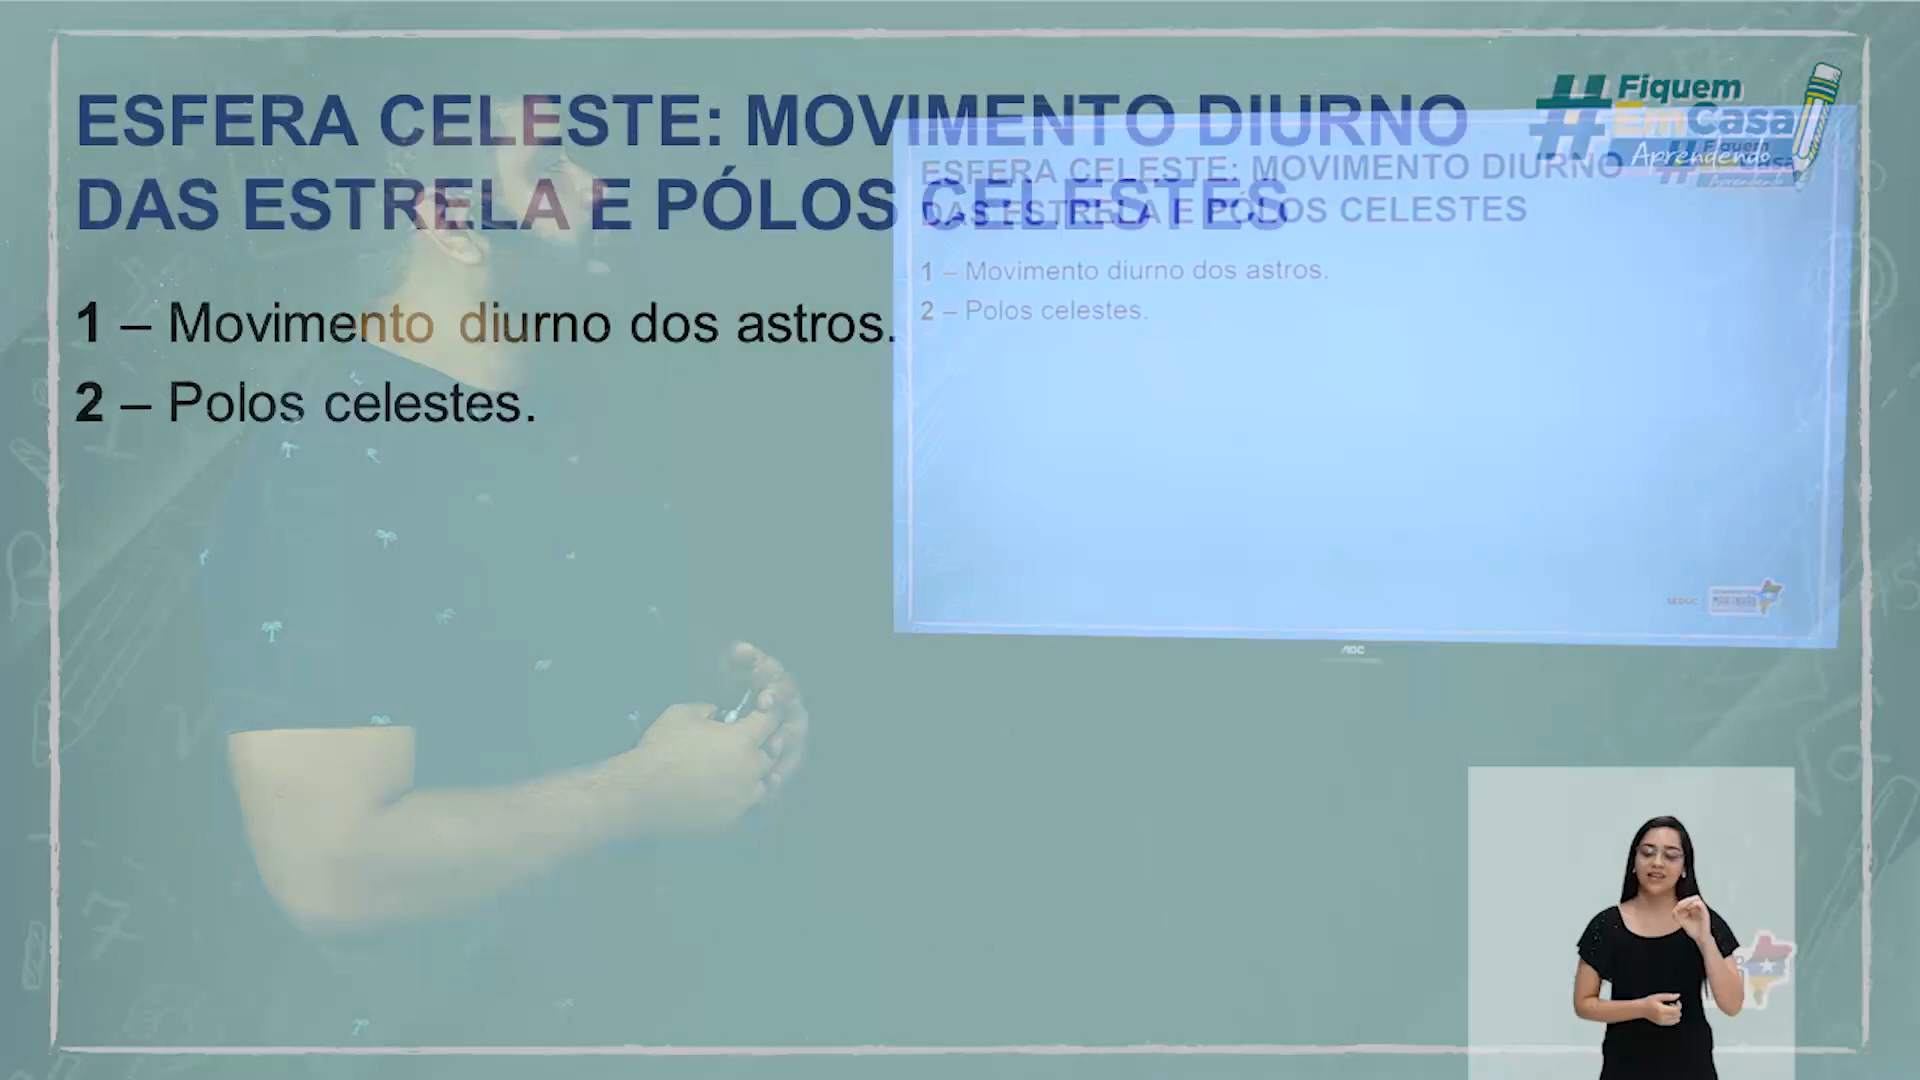 ESFERA CELESTE: MOVIMENTO DIURNO
DAS ESTRELA E PÓLOS CELESTES
1 – Movimento diurno dos astros.
2 – Polos celestes.
#Fiquem
EmCasa
Aprendendo
ESFERA CELESTE: MOVIMENTO DIURNO
DAS ESTRELA E PÓLOS CELESTES
1 – Movimento diurno dos astros.
2 – Polos celestes.
SEDUC
AOC